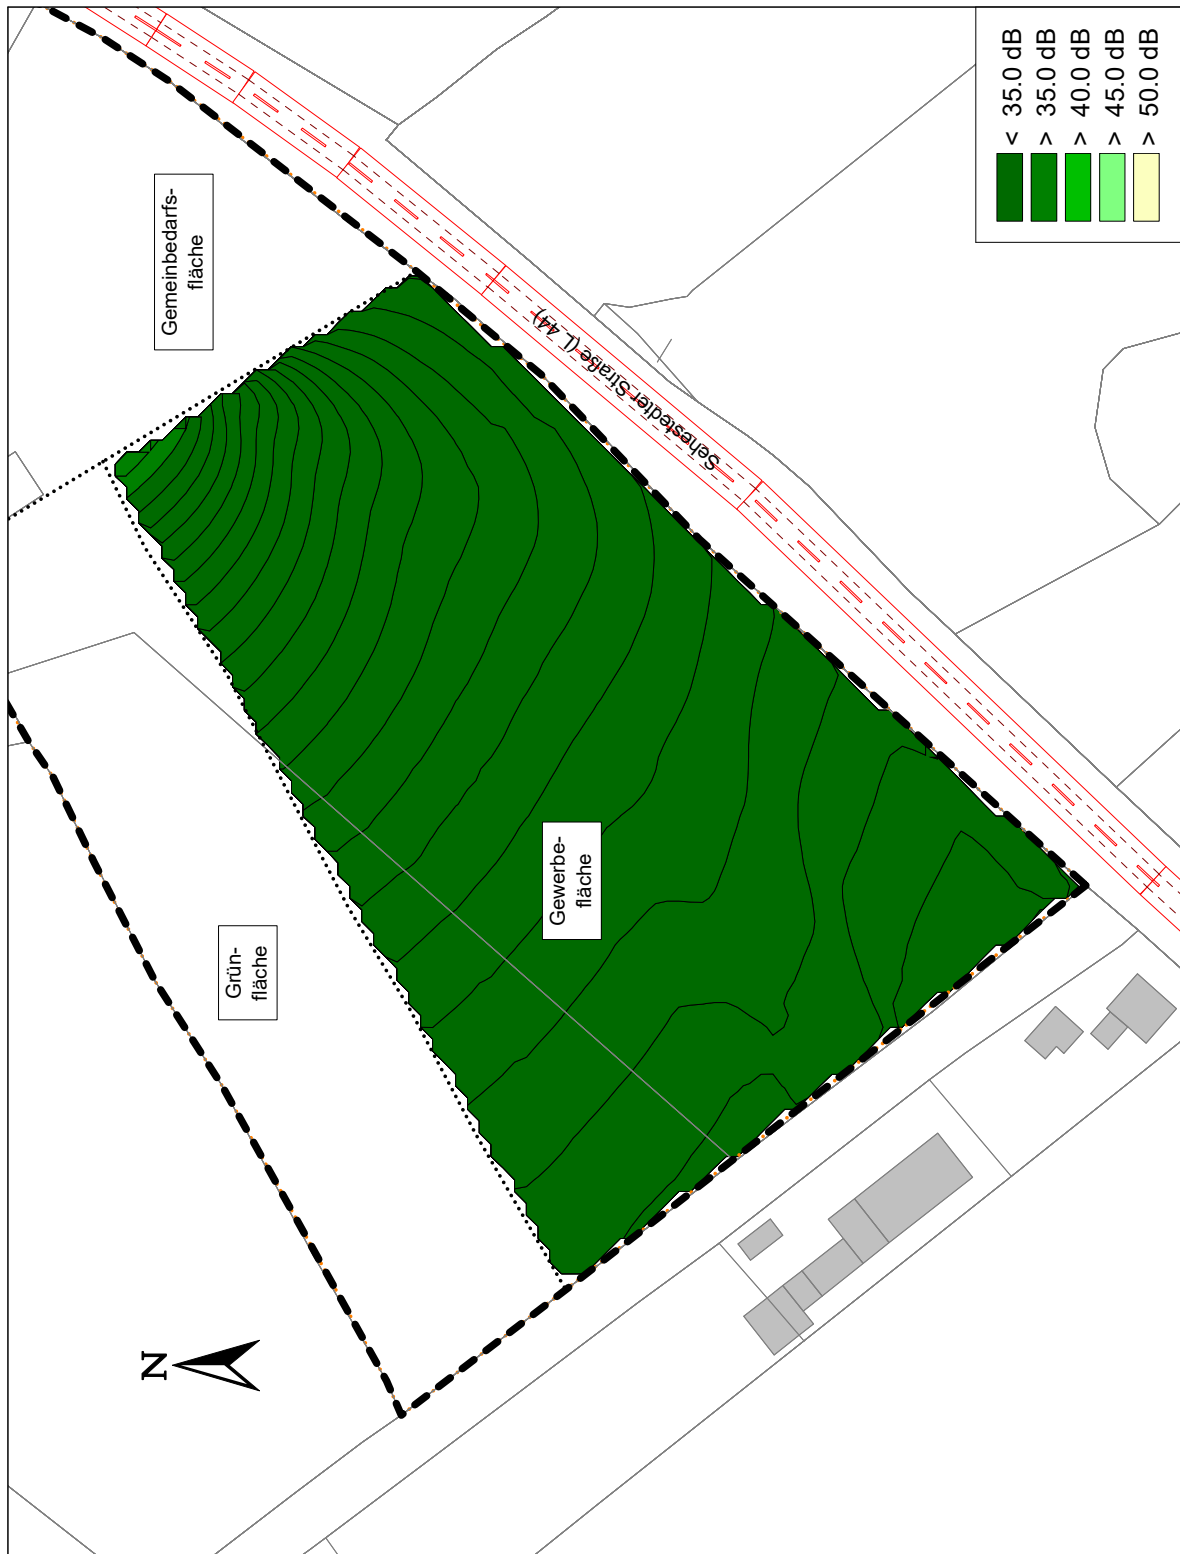 Gemeinbedarfs-
fläche
Grün-
fläche
Gewerbe-
fläche
Sehestedter Straße (L 44)
N
< 35.0 dB
> 35.0 dB
> 40.0 dB
> 45.0 dB
> 50.0 dB